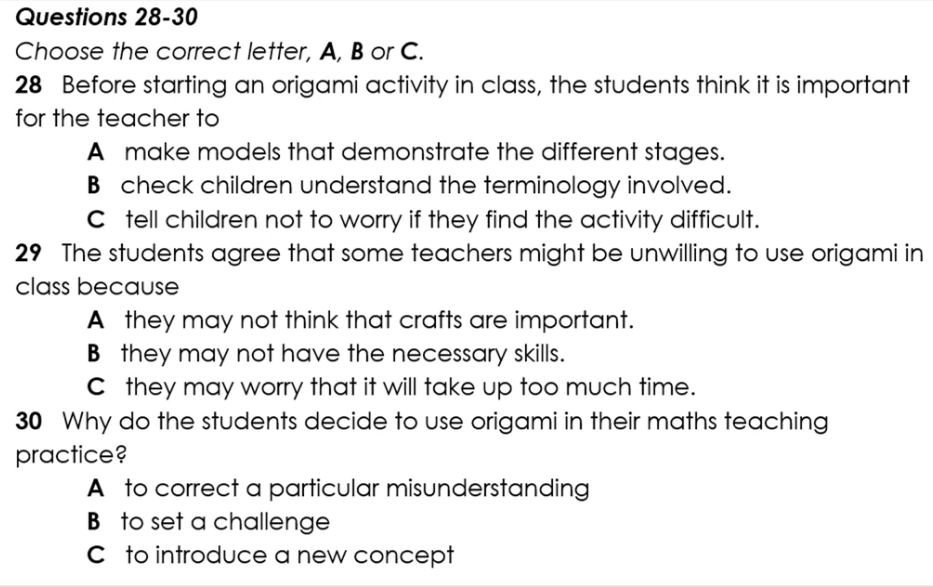 Questions 28-30
Choose the correct letter, A, B or C.
28 Before starting an origami activity in class, the students think it is important
for the teacher to
A make models that demonstrate the different stages.
B check children understand the terminology involved.
C tell children not to worry if they find the activity difficult.
29 The students agree that some teachers might be unwilling to use origami in
class because
A they may not think that crafts are important.
B they may not have the necessary skills.
C they may worry that it will take up too much time.
30 Why do the students decide to use origami in their maths teaching
practice?
A to correct a particular misunderstanding
B to set a challenge
C to introduce a new concept